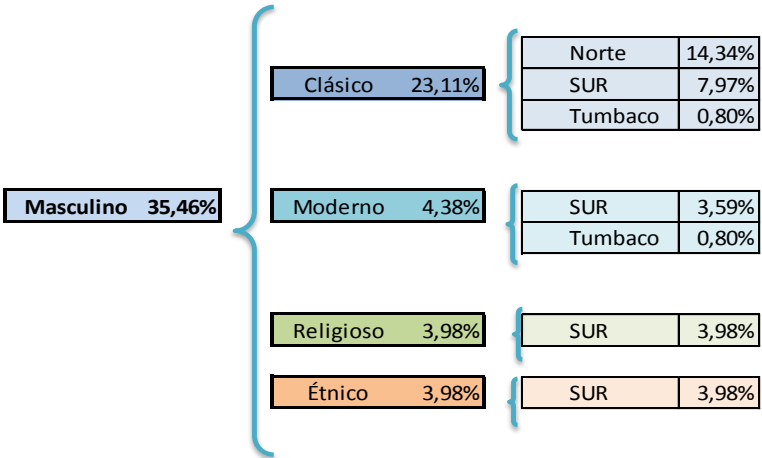 Norte 14,34%
Clásico 23,11% SUR 7,97%
Tumbaco 0,80%
Masculino 35,46% Moderno 4,38% SUR 3,59%
Tumbaco 0,80%
Religioso 3,98% SUR 3,98%
Étnico 3,98% SUR 3,98%